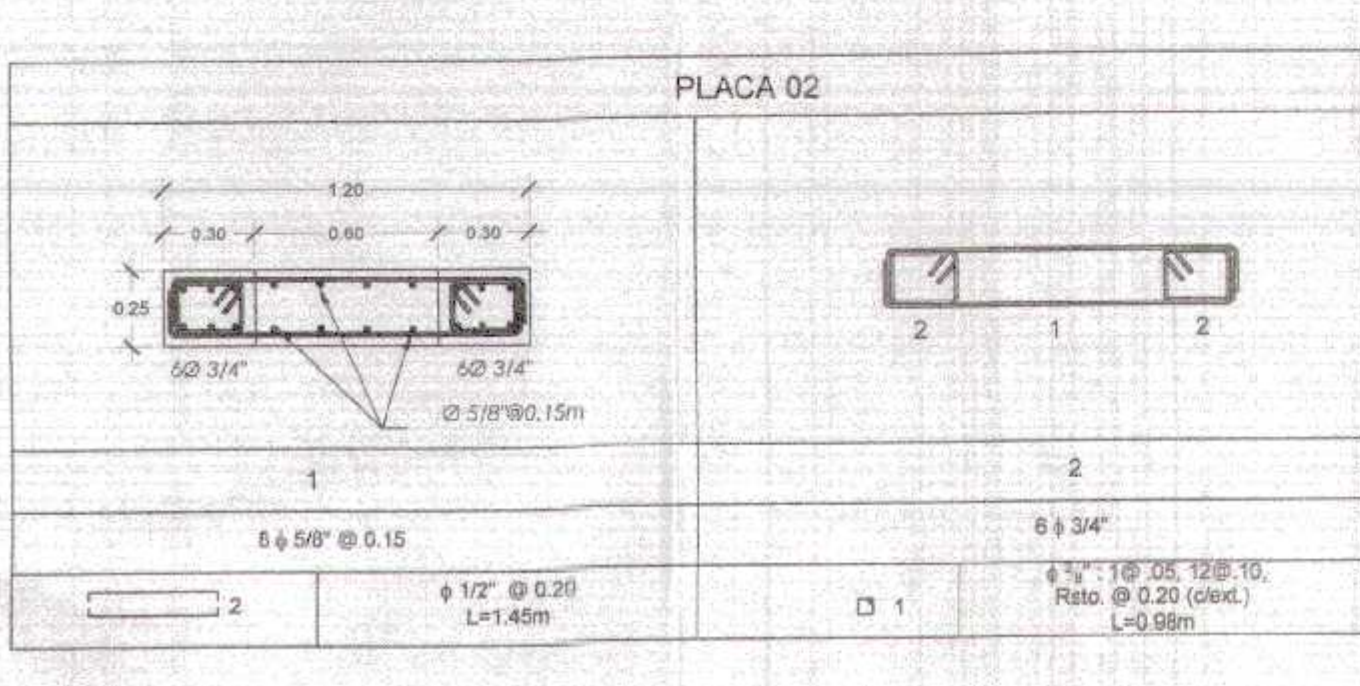 PLACA 02
1.20
0.30 0.60 0.30
0.25
6Ø 3/4" 6Ø 3/4"
Ø 5/8"@0.15m
2 1 2
1 2
8 ϕ 5/8" @ 0.15 6 ϕ 3/4"
2 ϕ 1/2" @ 0.20
L=1.45m
1 1@ .05, 12@.10,
Rsto. @ 0.20 (c/ext.)
L=0.98m